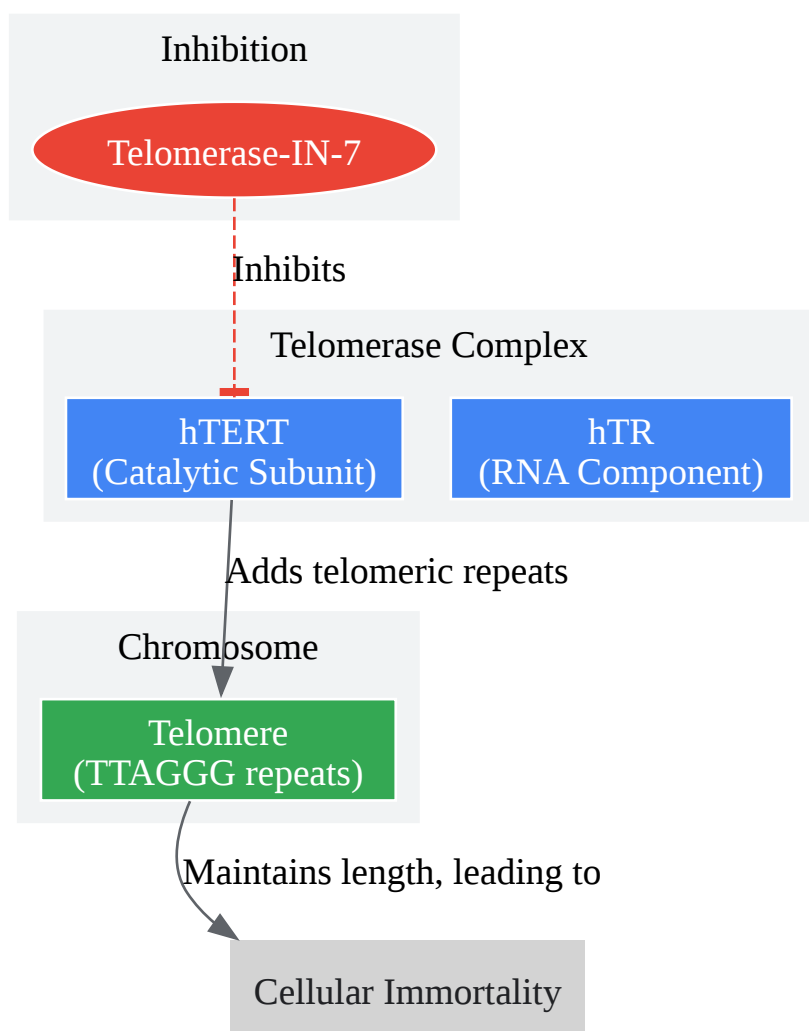 Inhibition
Telomerase-IN-7
Inhibits
Telomerase Complex
hTERT
(Catalytic Subunit)
hTR
(RNA Component)
Adds telomeric repeats
Chromosome
Telomere
(TTAGGG repeats)
Maintains length, leading to
Cellular Immortality